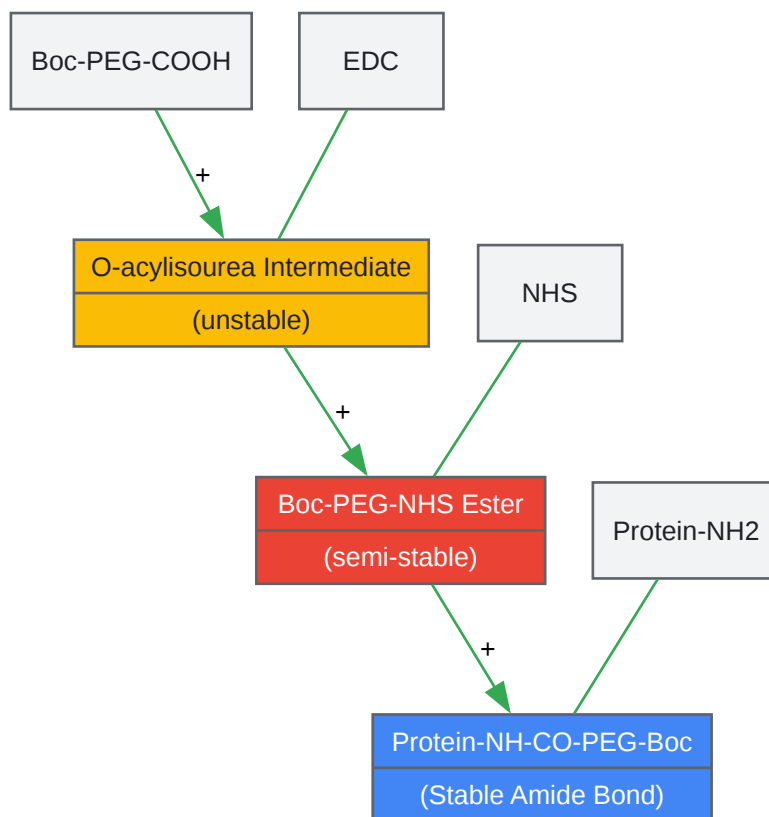 Boc-PEG-COOH
EDC
+
O-acylisourea Intermediate
(unstable)
NHS
+
Boc-PEG-NHS Ester
(semi-stable)
Protein-NH2
+
Protein-NH-CO-PEG-Boc
(Stable Amide Bond)